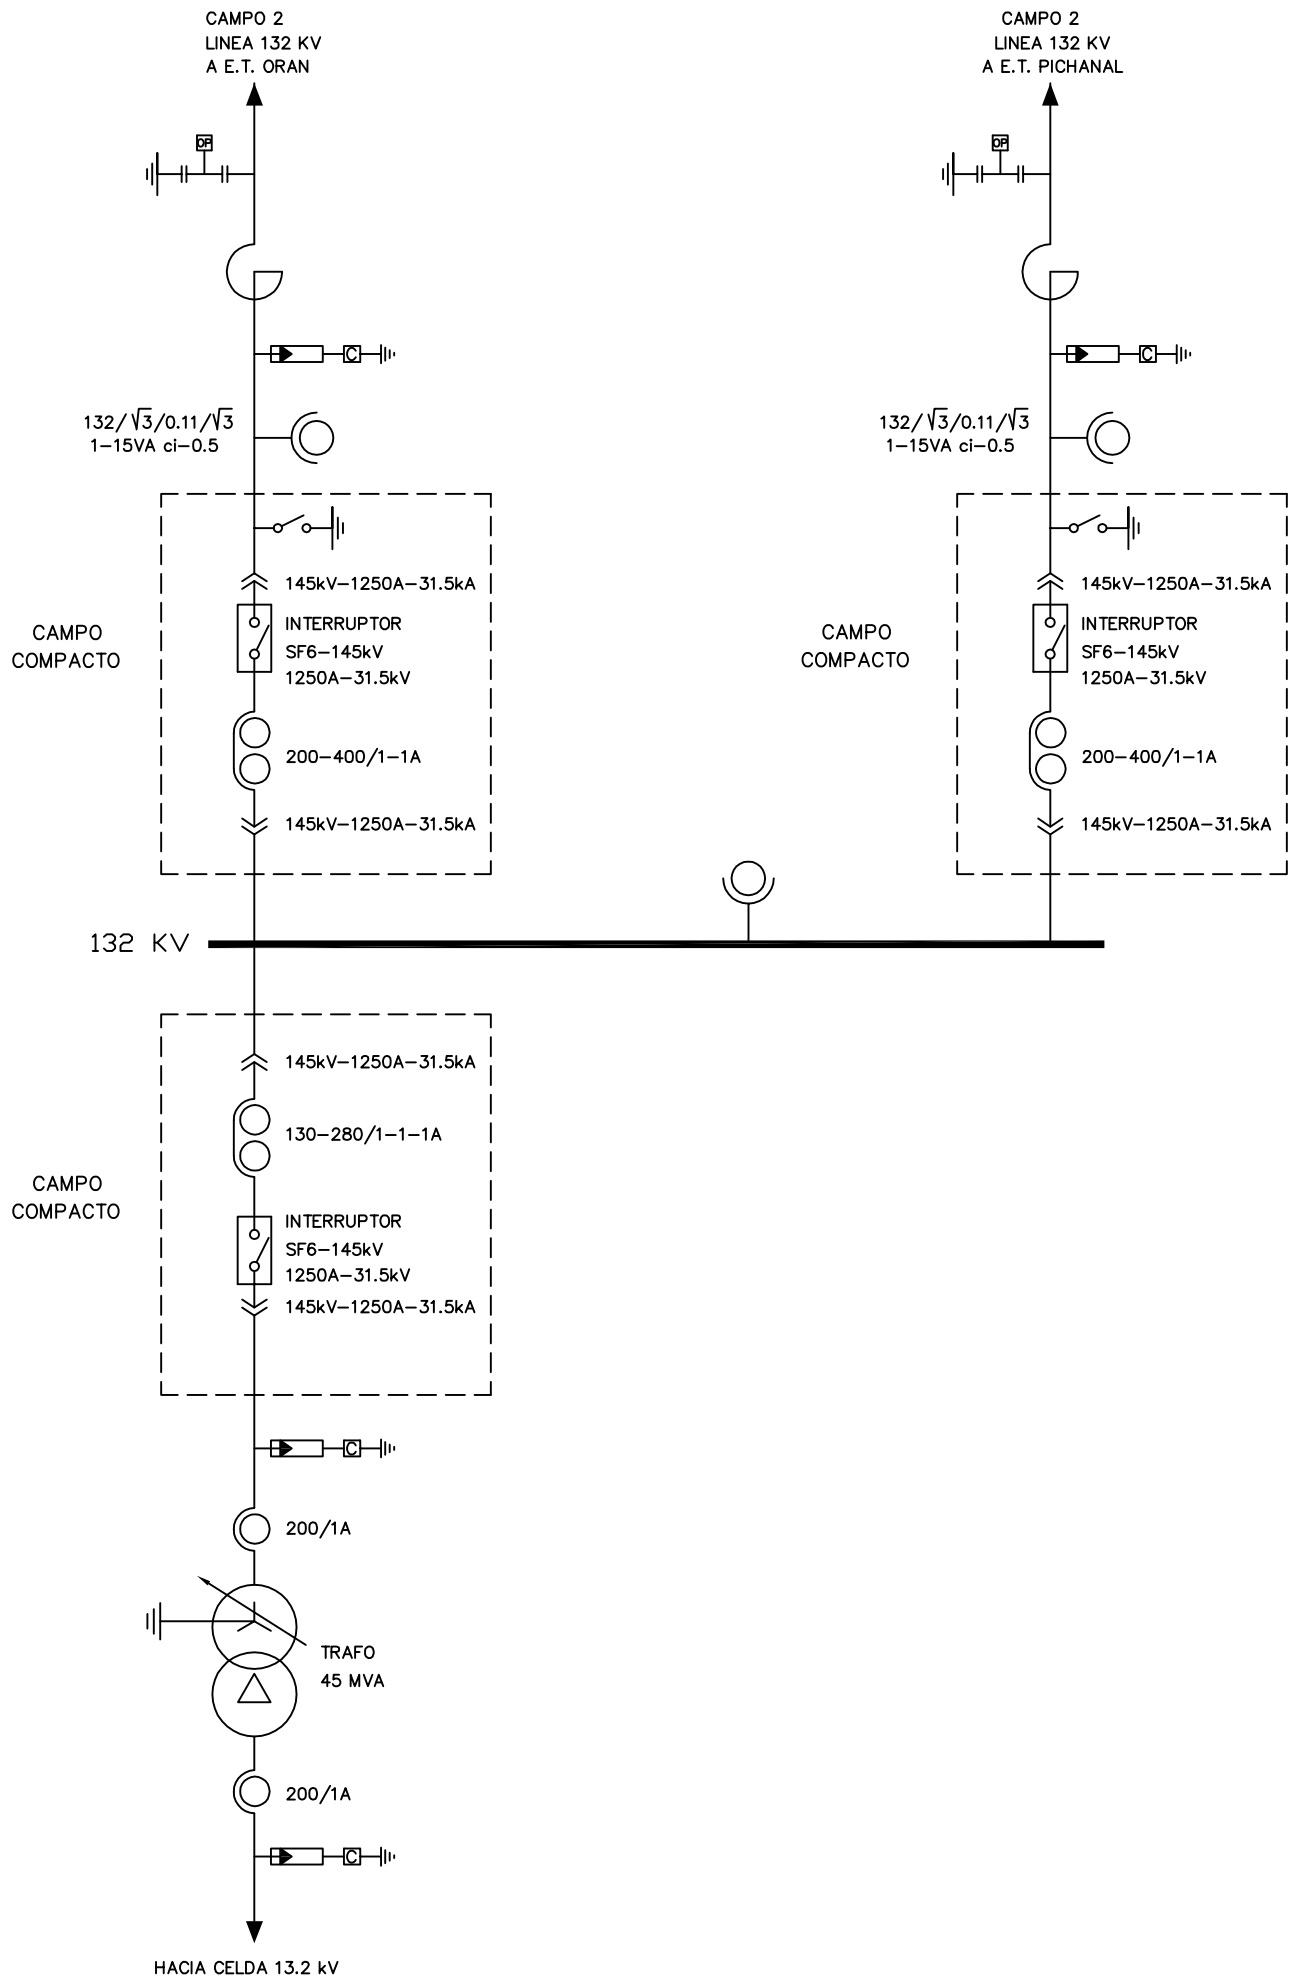 CAMPO 2
LINEA 132 KV
A E.T. ORAN
CAMPO 2
LINEA 132 KV
A E.T. PICHANAL
OP
OP
C
C
132/√3/0.11/√3
1-15VA ci-0.5
132/√3/0.11/√3
1-15VA ci-0.5
145kV-1250A-31.5kA
INTERRUPTOR
SF6-145kV
1250A-31.5kV
CAMPO
COMPACTO
200-400/1-1A
145kV-1250A-31.5kA
145kV-1250A-31.5kA
INTERRUPTOR
SF6-145kV
1250A-31.5kV
CAMPO
COMPACTO
200-400/1-1A
145kV-1250A-31.5kA
132 KV
145kV-1250A-31.5kA
130-280/1-1-1A
CAMPO
COMPACTO
INTERRUPTOR
SF6-145kV
1250A-31.5kV
145kV-1250A-31.5kA
C
200/1A
TRAFO
45 MVA
200/1A
C
HACIA CELDA 13.2 kV